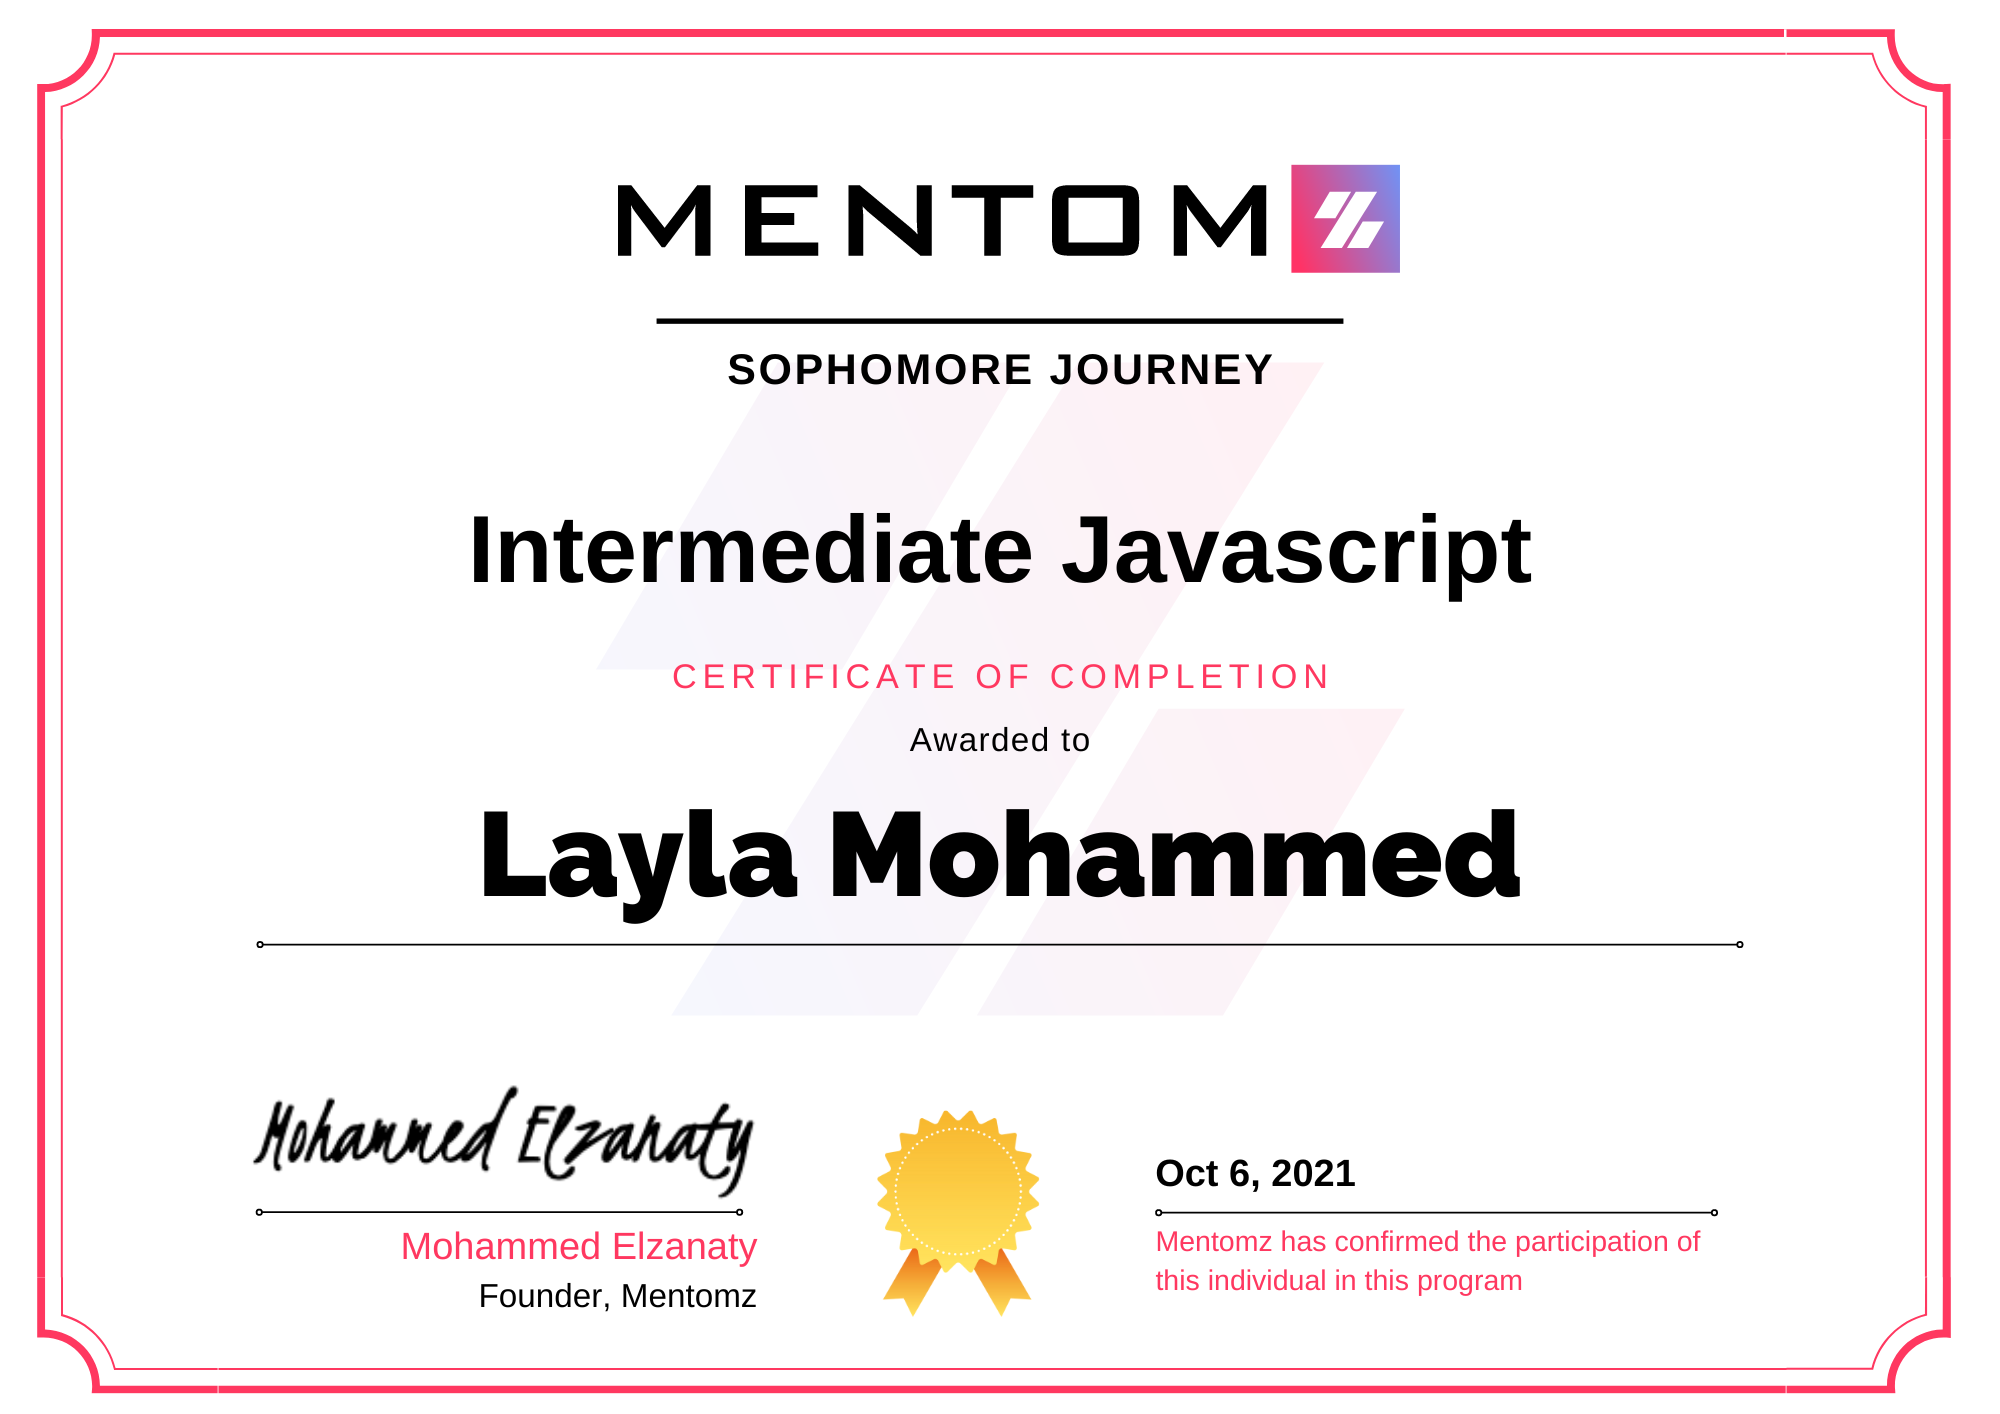 MENTOMZ
SOPHOMORE JOURNEY
Intermediate Javascript
CERTIFICATE OF COMPLETION
Awarded to
Layla Mohammed
Mohammed Elzanaty
Mohammed Elzanaty
Founder, Mentomz
Oct 6, 2021
Mentomz has confirmed the participation of
this individual in this program